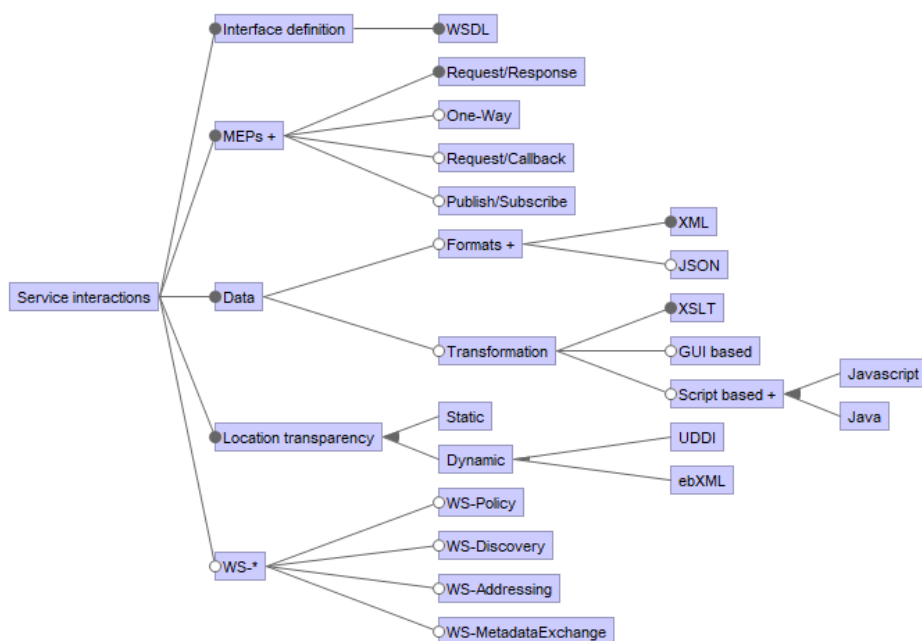 Interface definition
WSDL
Request/Response
One-Way
MEPs +
Request/Callback
Publish/Subscribe
XML
Formats +
JSON
Service interactions
Data
XSLT
Transformation
GUI based
Javascript
Script based +
Java
Static
Location transparency
UDDI
Dynamic
ebXML
WS-Policy
WS-Discovery
WS-*
WS-Addressing
WS-MetadataExchange